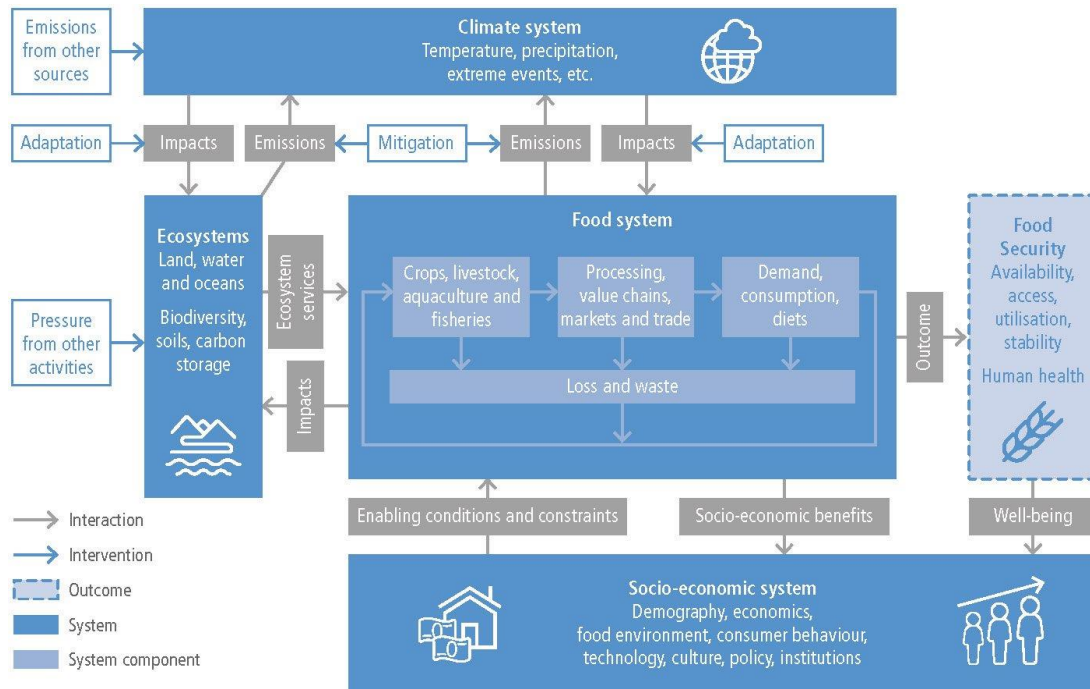 Emissions
from other
sources
Climate system
Temperature, precipitation,
extreme events, etc.
Adaptation
Impacts
Emissions
Mitigation
Emissions
Impacts
Adaptation
Ecosystems
Land, water
and oceans
Biodiversity,
soils, carbon
storage
Pressure
from other
activities
Ecosystem
services
Impacts
Food system
Crops, livestock,
aquaculture and
fisheries
Processing,
value chains,
markets and trade
Demand,
consumption,
diets
Loss and waste
Outcome
Food
Security
Availability,
access,
utilisation,
stability
Human health
Enabling conditions and constraints
Socio-economic benefits
Well-being
Interaction
Intervention
Outcome
System
System component
Socio-economic system
Demography, economics,
food environment, consumer behaviour,
technology, culture, policy, institutions